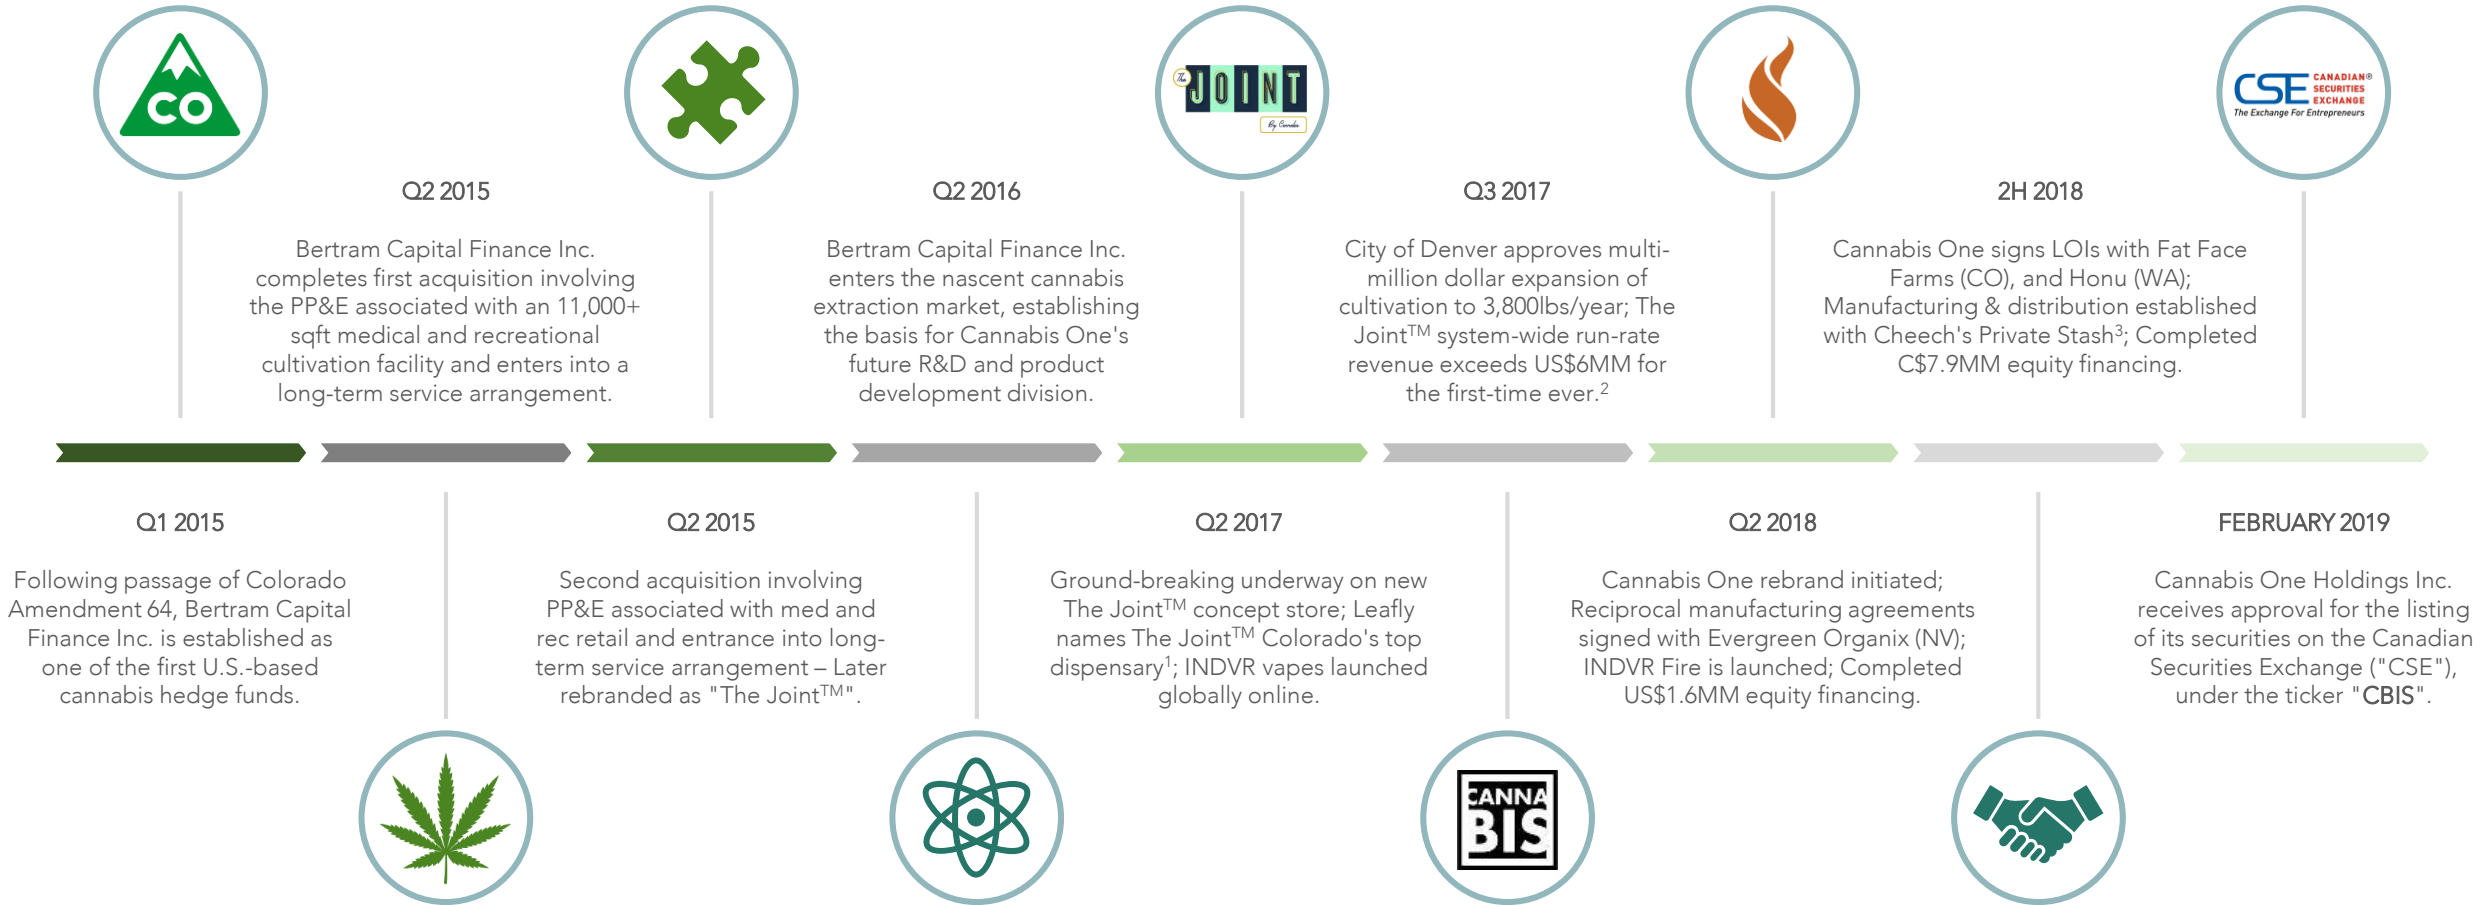 CO
Q1 2015
Following passage of Colorado
Amendment 64, Bertram Capital
Finance Inc. is established as
one of the first U.S.-based
cannabis hedge funds.
Q2 2015
Bertram Capital Finance Inc.
completes first acquisition involving
the PP&E associated with an 11,000+
sqft medical and recreational
cultivation facility and enters into a
long-term service arrangement.
Q2 2015
Second acquisition involving
PP&E associated with med and
rec retail and entrance into long-
term service arrangement – Later
rebranded as "The Joint™".
Q2 2016
Bertram Capital Finance Inc.
enters the nascent cannabis
extraction market, establishing
the basis for Cannabis One's
future R&D and product
development division.
The
JOINT
By Cannabis
Q2 2017
Ground-breaking underway on new
The Joint™ concept store; Leafly
names The Joint™ Colorado's top
dispensary¹; INDVR vapes launched
globally online.
Q3 2017
City of Denver approves multi-
million dollar expansion of
cultivation to 3,800lbs/year; The
Joint™ system-wide run-rate
revenue exceeds US$6MM for
the first-time ever.²
CANNA
BIS
Q2 2018
Cannabis One rebrand initiated;
Reciprocal manufacturing agreements
signed with Evergreen Organix (NV);
INDVR Fire is launched; Completed
US$1.6MM equity financing.
2H 2018
Cannabis One signs LOIs with Fat Face
Farms (CO), and Honu (WA);
Manufacturing & distribution established
with Cheech's Private Stash³; Completed
C$7.9MM equity financing.
CSE CANADIAN®
SECURITIES
EXCHANGE
The Exchange For Entrepreneurs
FEBRUARY 2019
Cannabis One Holdings Inc.
receives approval for the listing
of its securities on the Canadian
Securities Exchange ("CSE"),
under the ticker "CBIS".